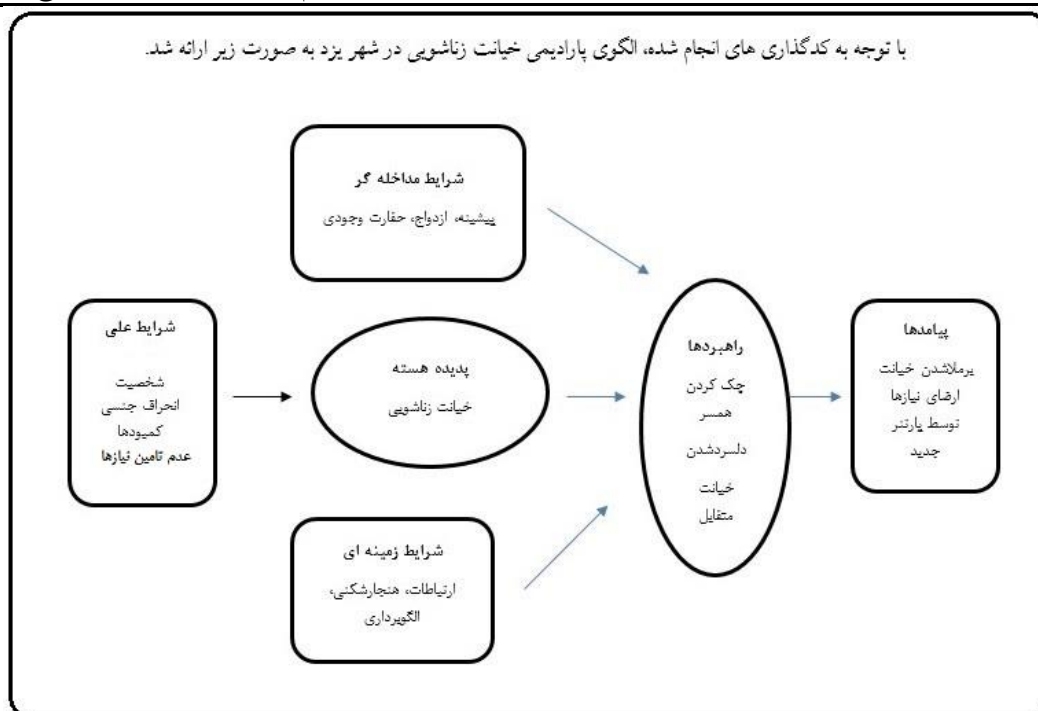 با توجه به کدگذاری های انجام شده، الگوی پارادیمی خیانت زناشویی در شهر یزد به صورت زیر ارائه شد.
شرایط مداخله گر
پیشینه، ازدواج، حقارت وجودی
شرایط علی
شخصیت
انحراف جنسی
کمبودها
عدم تامین نیازها
پدیده هسته
خیانت زناشویی
شرایط زمینه ای
ارتباطات، هنجارشکنی،
الگوبرداری
راهبردها
چک کردن
همسر
دلسردشدن
خیانت
متقابل
پیامدها
برملاشدن خیانت
ارضای نیازها
توسط پارتنر
جدید